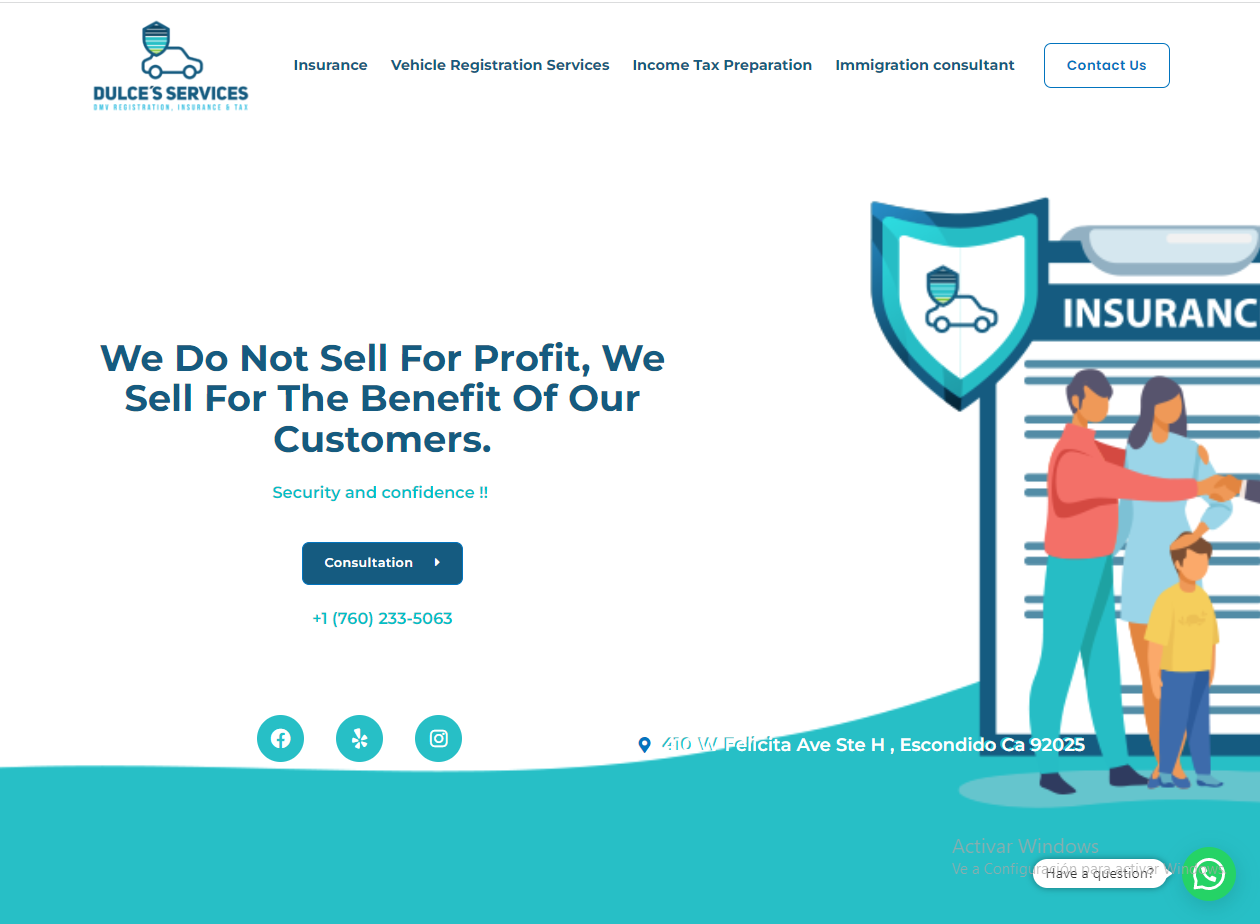 DULCE'S SERVICES
DMV REGISTRATION, INSURANCE & TAX
Insurance
Vehicle Registration Services
Income Tax Preparation
Immigration consultant
Contact Us
INSURANC
We Do Not Sell For Profit, We
Sell For The Benefit Of Our
Customers.
Security and confidence !!
Consultation
+1 (760) 233-5063
410 W Felicita Ave Ste H , Escondido Ca 92025
Activar Windows
Ve a Configuración para activar Windows.
Have a question?